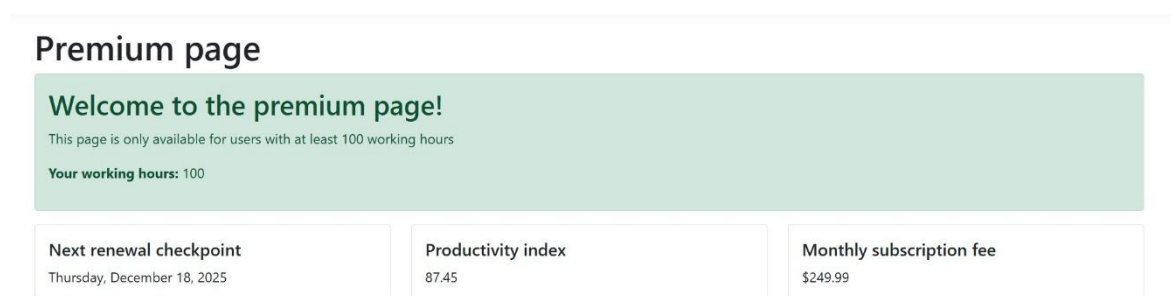 Premium page
Welcome to the premium page!
This page is only available for users with at least 100 working hours
Your working hours: 100
Next renewal checkpoint
Thursday, December 18, 2025
Productivity index
87.45
Monthly subscription fee
$249.99